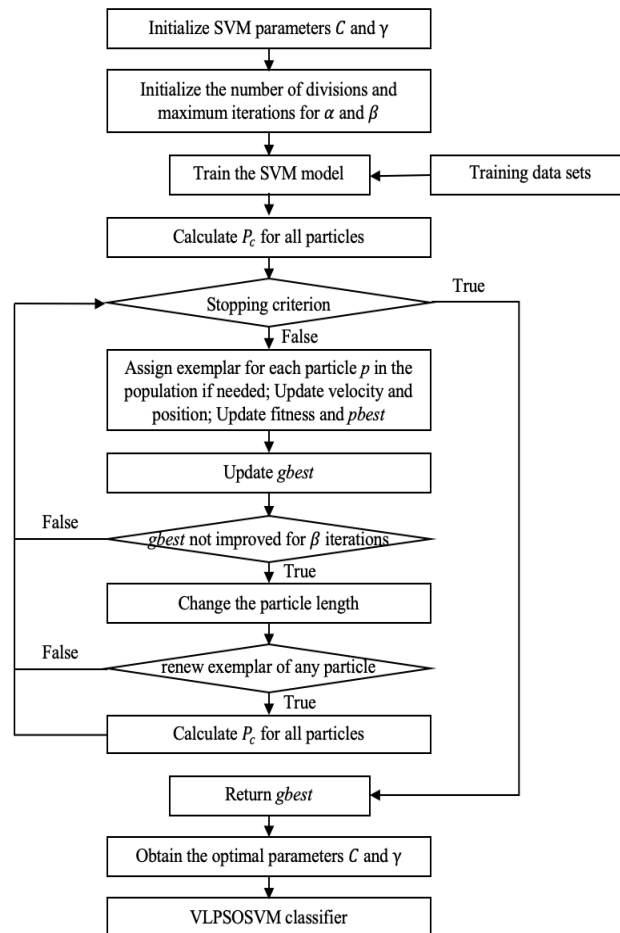 Initialize SVM parameters C and γ
Initialize the number of divisions and
maximum iterations for α and β
Train the SVM model
Training data sets
Calculate P_c for all particles
Stopping criterion
True
False
Assign exemplar for each particle p in the
population if needed; Update velocity and
position; Update fitness and pbest
Update gbest
False
gbest not improved for β iterations
True
Change the particle length
False
renew exemplar of any particle
True
Calculate P_c for all particles
Return gbest
Obtain the optimal parameters C and γ
VLPSOSVM classifier